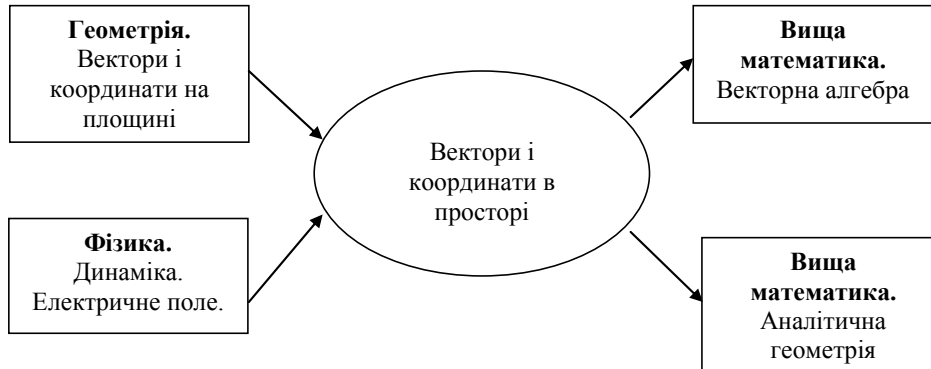 Геометрія.
Вектори і
координати на
площині
Фізика.
Динаміка.
Електричне поле.
Вектори і
координати в
просторі
Вища
математика.
Векторна алгебра
Вища
математика.
Аналітична
геометрія